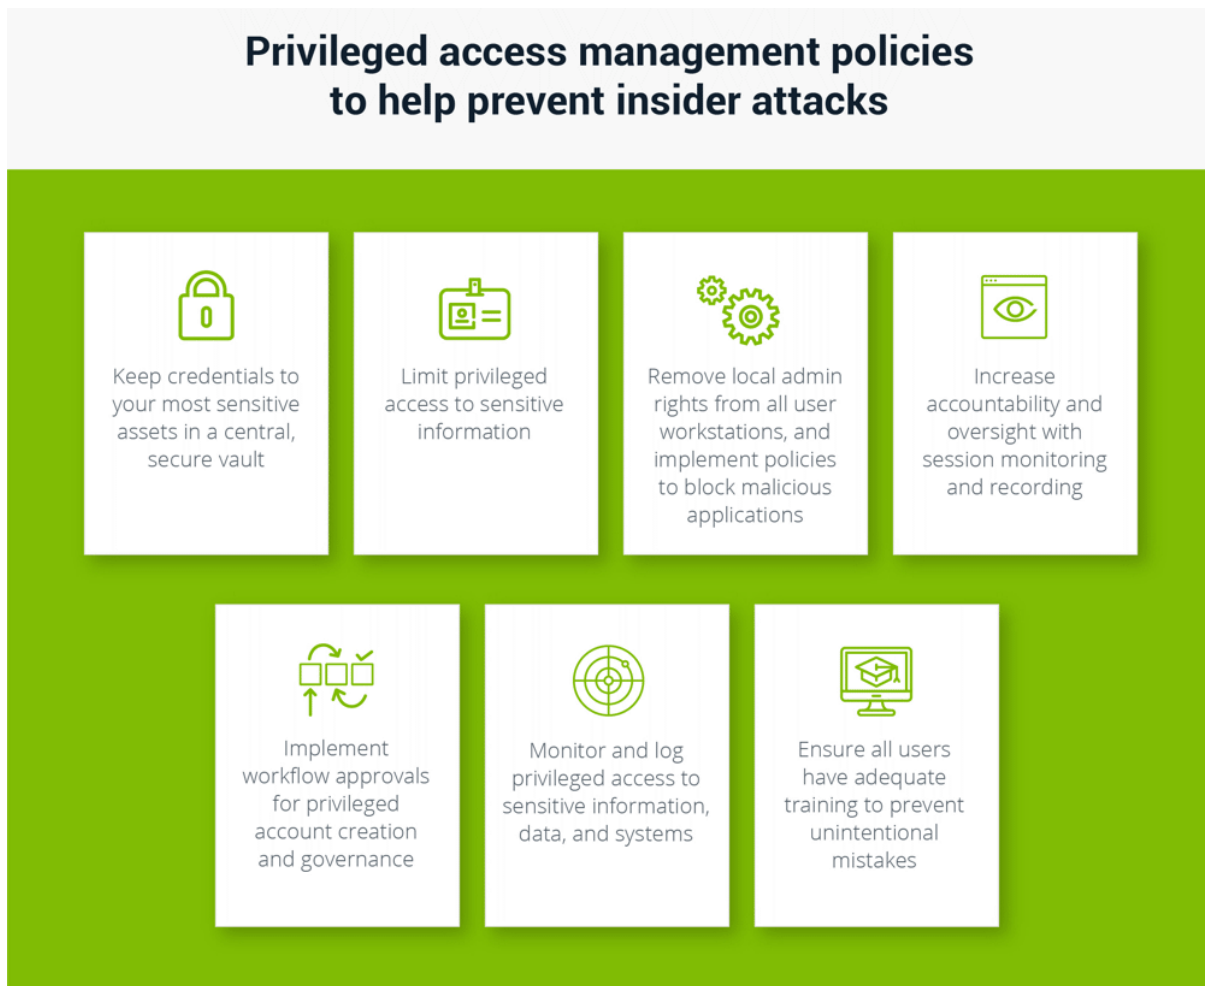 Privileged access management policies
to help prevent insider attacks
Keep credentials to
your most sensitive
assets in a central,
secure vault
Limit privileged
access to sensitive
information
Remove local admin
rights from all user
workstations, and
implement policies
to block malicious
applications
Increase
accountability and
oversight with
session monitoring
and recording
Implement
workflow approvals
for privileged
account creation
and governance
Monitor and log
privileged access to
sensitive information,
data, and systems
Ensure all users
have adequate
training to prevent
unintentional
mistakes